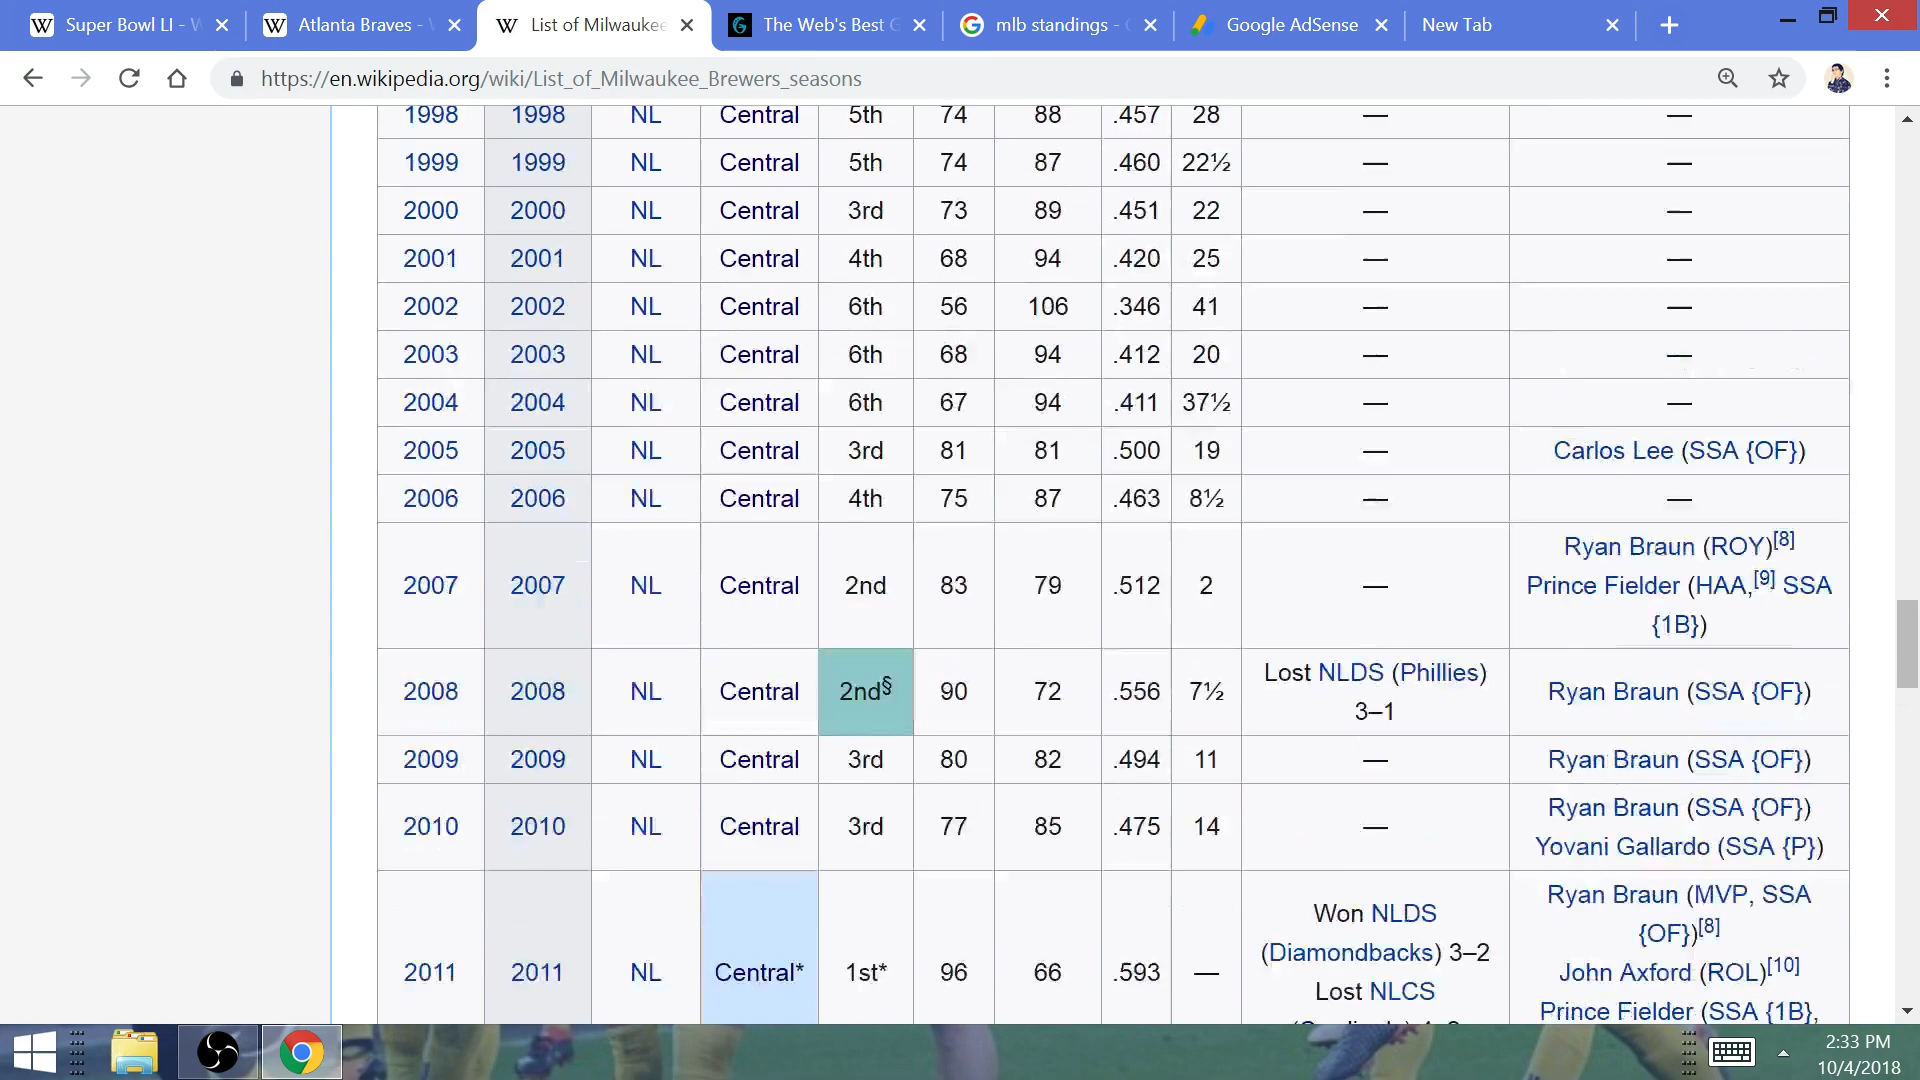 Super Bowl LI - W
Atlanta Braves -
List of Milwaukee
The Web's Best G
mlb standings -
Google AdSense
New Tab
https://en.wikipedia.org/wiki/List_of_Milwaukee_Brewers_seasons
1998 1998 NL Central 5th 74 88 .457 28 — —
1999 1999 NL Central 5th 74 87 .460 22½ — —
2000 2000 NL Central 3rd 73 89 .451 22 — —
2001 2001 NL Central 4th 68 94 .420 25 — —
2002 2002 NL Central 6th 56 106 .346 41 — —
2003 2003 NL Central 6th 68 94 .412 20 — —
2004 2004 NL Central 6th 67 94 .411 37½ — —
2005 2005 NL Central 3rd 81 81 .500 19 — Carlos Lee (SSA {OF})
2006 2006 NL Central 4th 75 87 .463 8½ — —
2007 2007 NL Central 2nd 83 79 .512 2 —
Ryan Braun (ROY)[8]
Prince Fielder (HAA,[9] SSA
{1B})
2008 2008 NL Central 2nd§ 90 72 .556 7½
Lost NLDS (Phillies)
3–1
Ryan Braun (SSA {OF})
2009 2009 NL Central 3rd 80 82 .494 11 — Ryan Braun (SSA {OF})
2010 2010 NL Central 3rd 77 85 .475 14 —
Ryan Braun (SSA {OF})
Yovani Gallardo (SSA {P})
2011 2011 NL Central* 1st* 96 66 .593 —
Won NLDS
(Diamondbacks) 3–2
Lost NLCS
Ryan Braun (MVP, SSA
{OF})[8]
John Axford (ROL)[10]
Prince Fielder (SSA {1B},
2:33 PM
10/4/2018